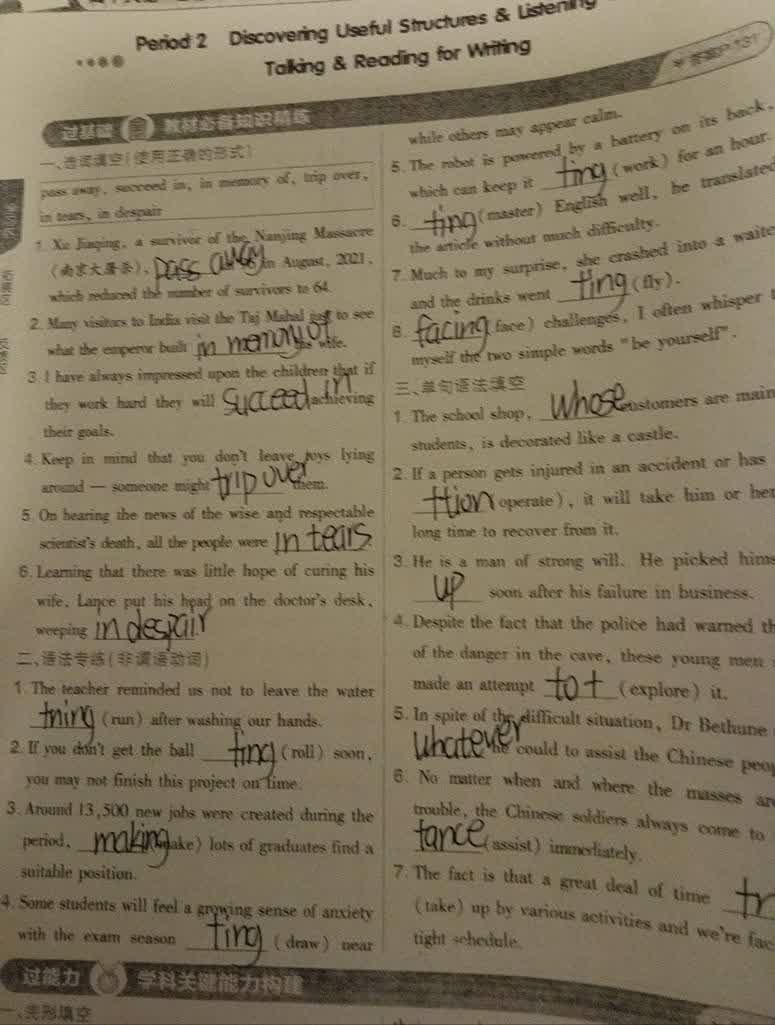 Period 2 Discovering Useful Structures & Listening
Talking & Reading for Writing
过基础 教材必备知识精练
一、选词填空(使用正确的形式)
pass away, succeed in, in memory of, trip over,
in tears, in despair
1. Xu Jiaqing, a survivor of the Nanjing Massacre
(南京大屠杀), pass away in August, 2021,
which reduced the number of survivors to 64.
2. Many visitors to India visit the Taj Mahal just to see
what the emperor built in memory of his wife.
3. I have always impressed upon the children that if
they work hard they will succeed in achieving
their goals.
4. Keep in mind that you don't leave toys lying
around — someone might trip over them.
5. On hearing the news of the wise and respectable
scientist's death, all the people were in tears.
6. Learning that there was little hope of curing his
wife, Lance put his head on the doctor's desk,
weeping in despair
二、语法专练(非谓语动词)
1. The teacher reminded us not to leave the water
+ning (run) after washing our hands.
2. If you don't get the ball +ing (roll) soon,
you may not finish this project on time.
3. Around 13,500 new jobs were created during the
period, making (make) lots of graduates find a
suitable position.
4. Some students will feel a growing sense of anxiety
with the exam season +ing (draw) near
while others may appear calm.
5. The robot is powered by a battery on its back,
which can keep it +ing (work) for an hour.
6. +ing (master) English well, he translated
the article without much difficulty.
7. Much to my surprise, she crashed into a waite
and the drinks went +ing (fly).
8. facing (face) challenges, I often whisper t
myself the two simple words "be yourself".
三、单句语法填空
1. The school shop, whose customers are main
students, is decorated like a castle.
2. If a person gets injured in an accident or has
+tion (operate), it will take him or her
long time to recover from it.
3. He is a man of strong will. He picked hims
up soon after his failure in business.
4. Despite the fact that the police had warned th
of the danger in the cave, these young men
made an attempt to+ (explore) it.
5. In spite of the difficult situation, Dr Bethune
whatever he could to assist the Chinese peop
6. No matter when and where the masses are
trouble, the Chinese soldiers always come to
+ance (assist) immediately.
7. The fact is that a great deal of time
(take) up by various activities and we're fac
tight schedule.
过能力 学科关键能力构建
一、完形填空